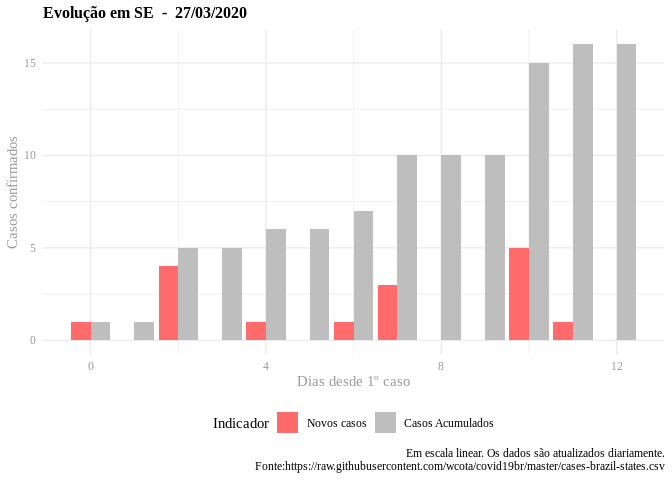 Evolução em SE - 27/03/2020
Casos confirmados
15
10
5
0
0 4 8 12
Dias desde 1º caso
Indicador Novos casos Casos Acumulados
Em escala linear. Os dados são atualizados diariamente.
Fonte:https://raw.githubusercontent.com/wcota/covid19br/master/cases-brazil-states.csv